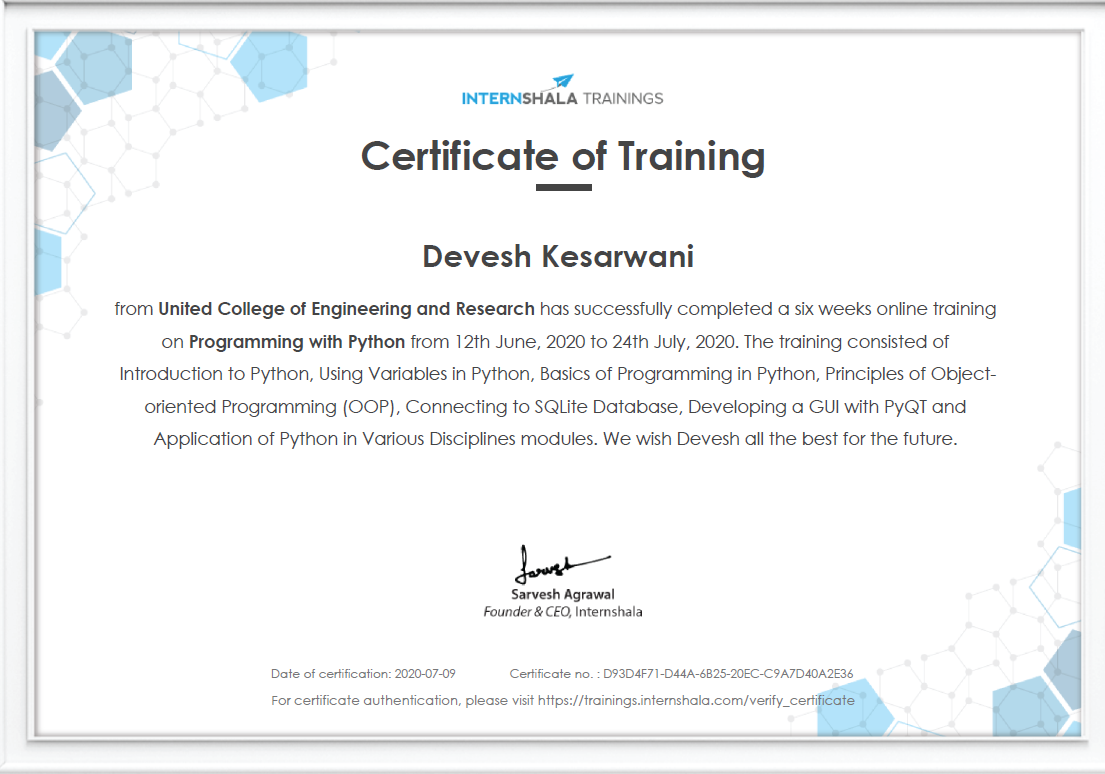 INTERNSHALA TRAININGS
Certificate of Training
Devesh Kesarwani
from United College of Engineering and Research has successfully completed a six weeks online training
on Programming with Python from 12th June, 2020 to 24th July, 2020. The training consisted of
Introduction to Python, Using Variables in Python, Basics of Programming in Python, Principles of Object-
oriented Programming (OOP), Connecting to SQLite Database, Developing a GUI with PyQT and
Application of Python in Various Disciplines modules. We wish Devesh all the best for the future.
Sarvesh
Sarvesh Agrawal
Founder & CEO, Internshala
Date of certification: 2020-07-09 Certificate no. : D93D4F71-D44A-6B25-20EC-C9A7D40A2E36
For certificate authentication, please visit https://trainings.internshala.com/verify_certificate